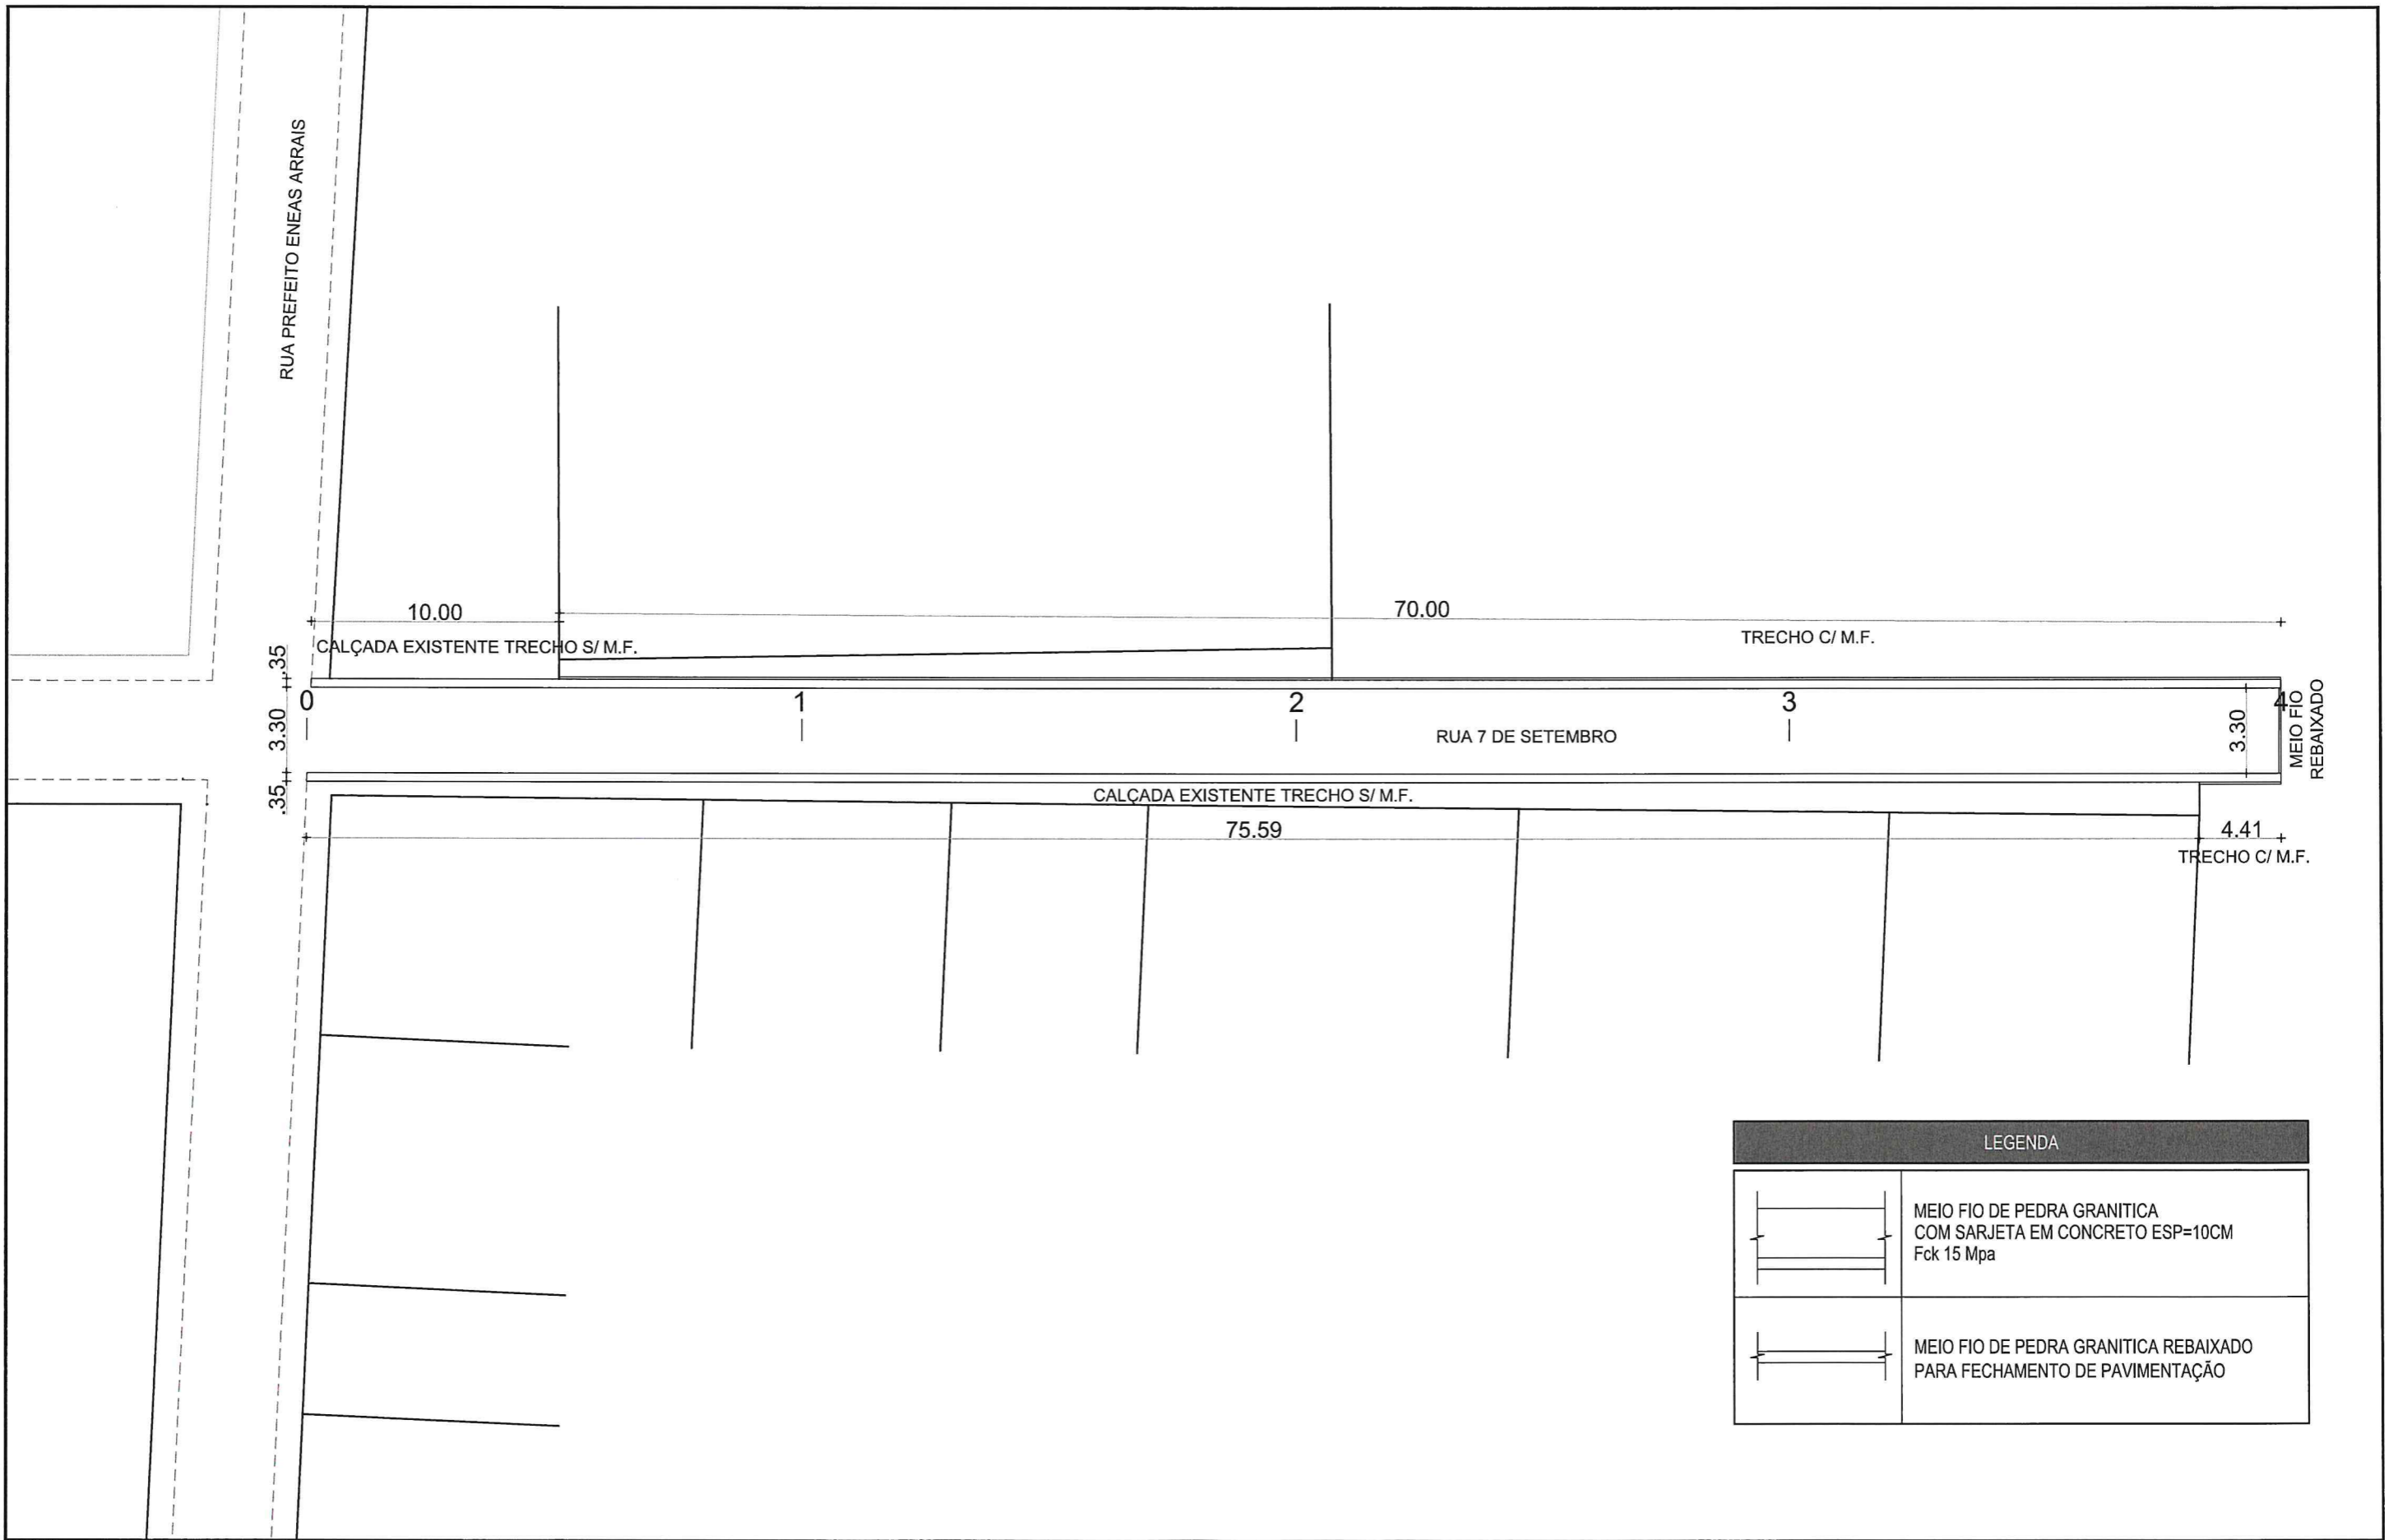 RUA PREFEITO ENEAS ARRAIS
10.00
70.00
CALÇADA EXISTENTE TRECHO S/ M.F.
TRECHO C/ M.F.
.35
0
1
2
3
4
3.30
RUA 7 DE SETEMBRO
3.30
MEIO FIO
REBAIXADO
.35
CALÇADA EXISTENTE TRECHO S/ M.F.
75.59
4.41
TRECHO C/ M.F.
LEGENDA
MEIO FIO DE PEDRA GRANITICA
COM SARJETA EM CONCRETO ESP=10CM
Fck 15 Mpa
MEIO FIO DE PEDRA GRANITICA REBAIXADO
PARA FECHAMENTO DE PAVIMENTAÇÃO